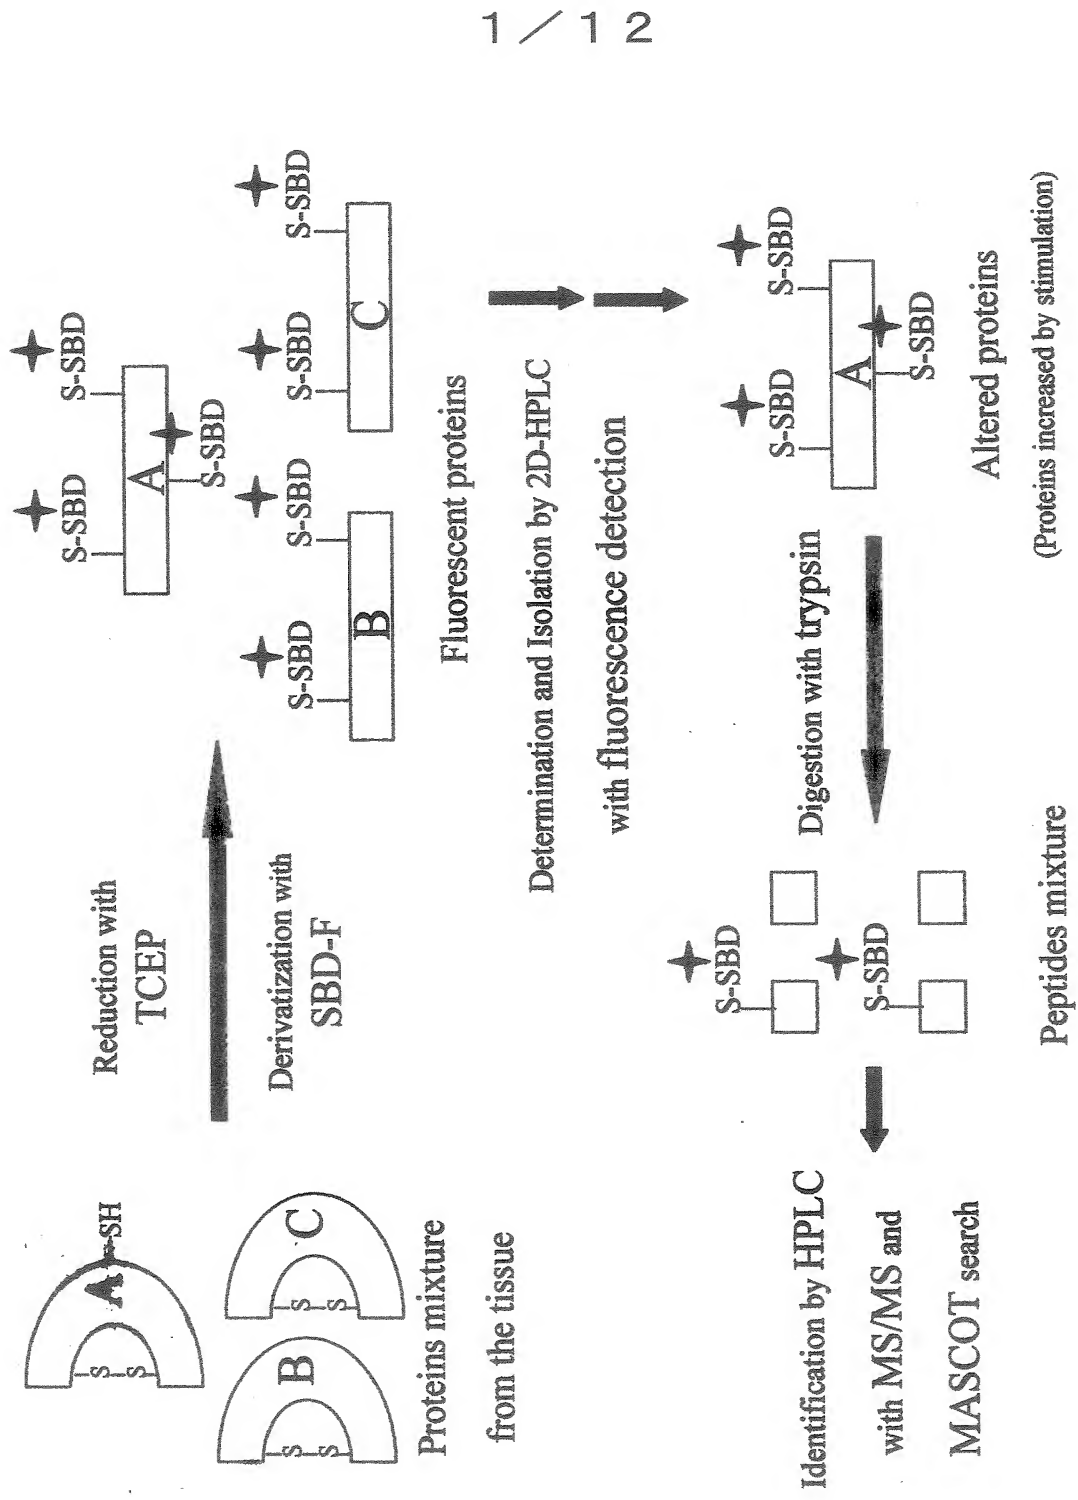 1／12
A
SH
S
S
B
S
S
C
S
S
Proteins mixture
from the tissue
Reduction with
TCEP
Derivatization with
SBD-F
S-SBD
S-SBD
A
S-SBD
S-SBD
S-SBD
B
S-SBD
S-SBD
C
Fluorescent proteins
Determination and Isolation by 2D-HPLC
with fluorescence detection
S-SBD
S-SBD
A
S-SBD
Altered proteins
(Proteins increased by stimulation)
Digestion with trypsin
S-SBD
S-SBD
Peptides mixture
Identification by HPLC
with MS/MS and
MASCOT search